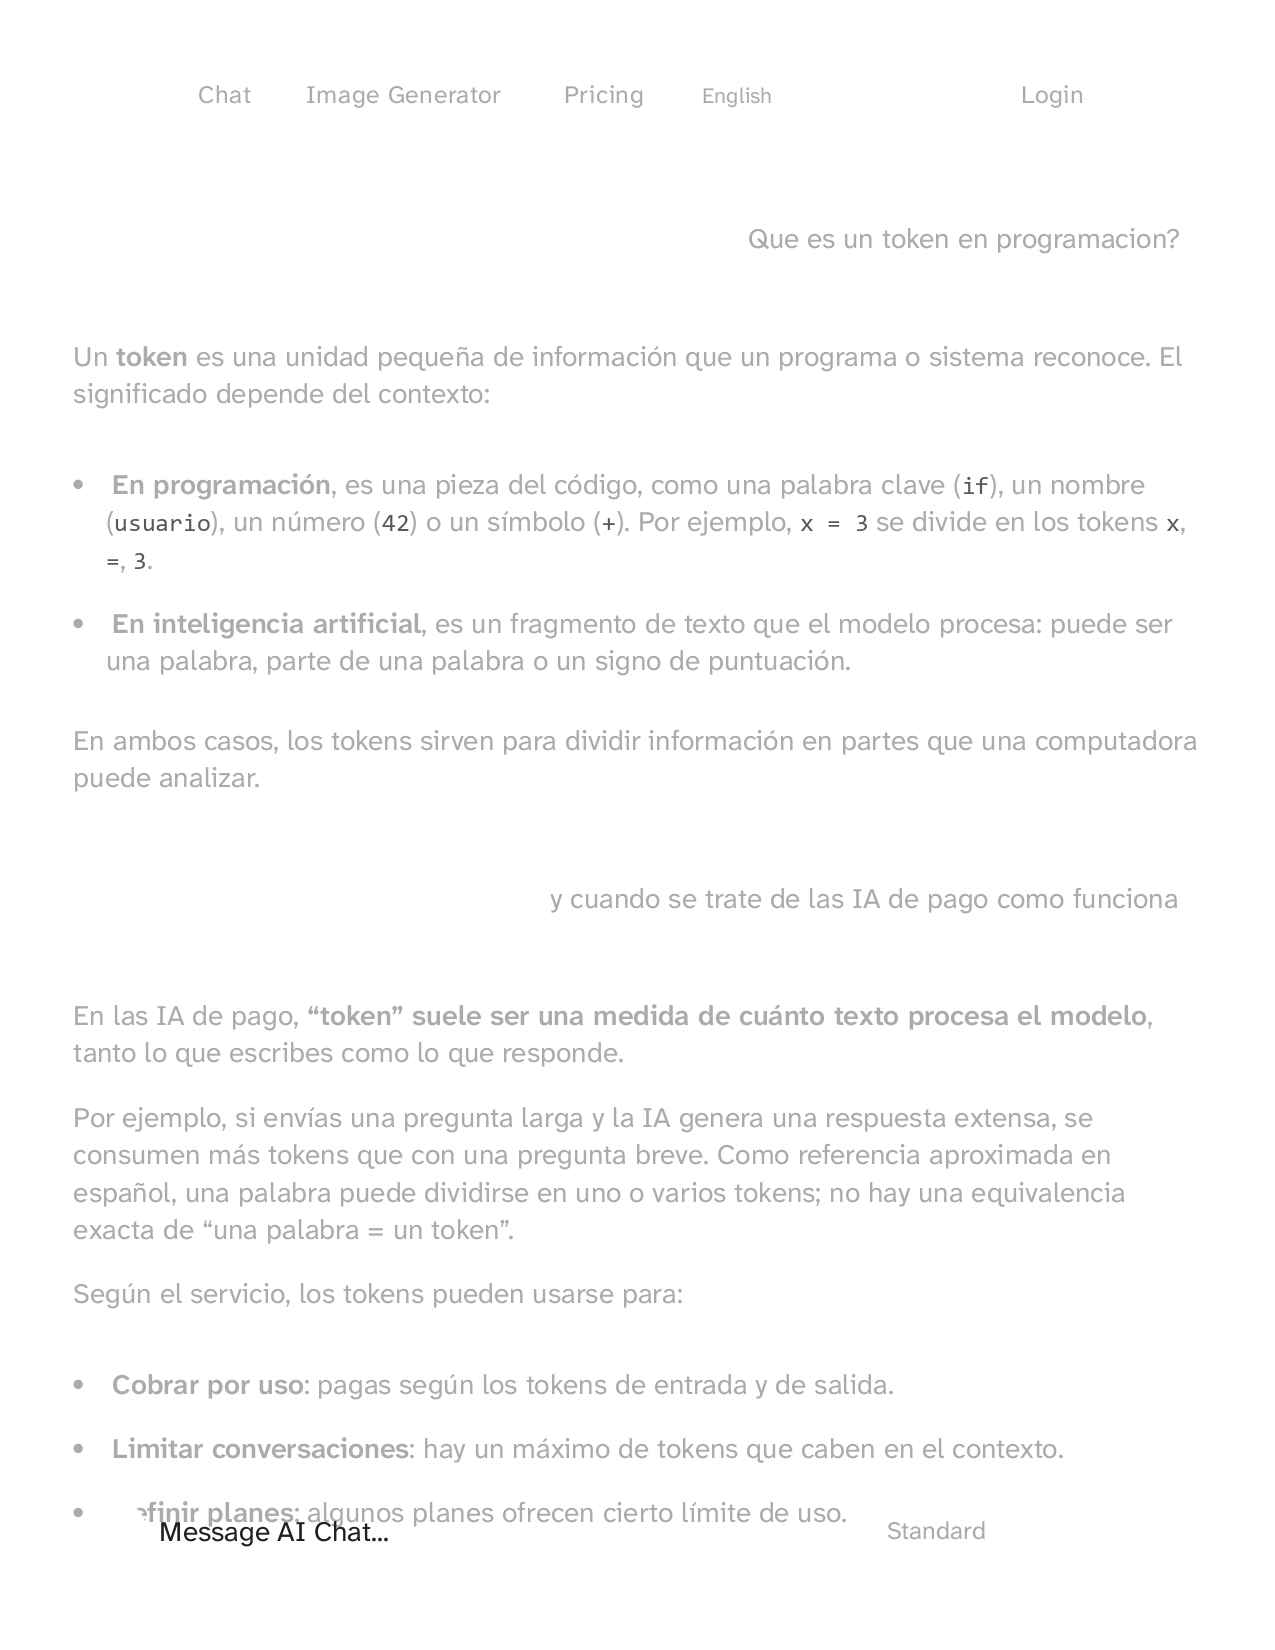 Chat Image Generator Pricing English Login
Que es un token en programacion?
Un token es una unidad pequeña de información que un programa o sistema reconoce. El
significado depende del contexto:
• En programación, es una pieza del código, como una palabra clave (if), un nombre
(usuario), un número (42) o un símbolo (+). Por ejemplo, x = 3 se divide en los tokens x,
=, 3.
• En inteligencia artificial, es un fragmento de texto que el modelo procesa: puede ser
una palabra, parte de una palabra o un signo de puntuación.
En ambos casos, los tokens sirven para dividir información en partes que una computadora
puede analizar.
y cuando se trate de las IA de pago como funciona
En las IA de pago, “token” suele ser una medida de cuánto texto procesa el modelo,
tanto lo que escribes como lo que responde.
Por ejemplo, si envías una pregunta larga y la IA genera una respuesta extensa, se
consumen más tokens que con una pregunta breve. Como referencia aproximada en
español, una palabra puede dividirse en uno o varios tokens; no hay una equivalencia
exacta de “una palabra = un token”.
Según el servicio, los tokens pueden usarse para:
• Cobrar por uso: pagas según los tokens de entrada y de salida.
• Limitar conversaciones: hay un máximo de tokens que caben en el contexto.
• efinir planes: algunos planes ofrecen cierto límite de uso.
Message AI Chat... Standard